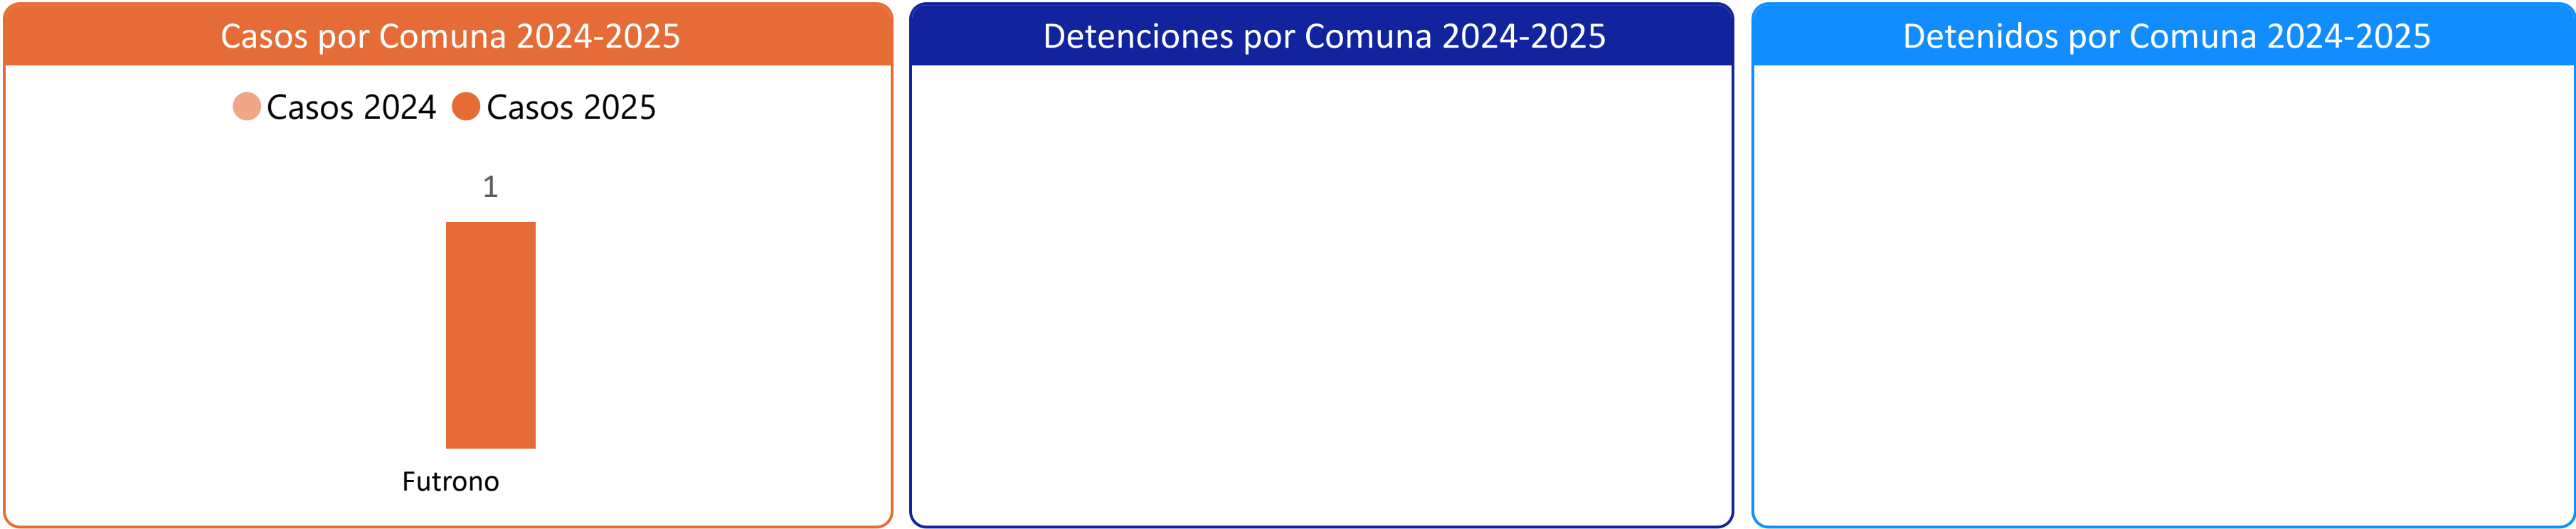 Casos por Comuna 2024-2025
Casos 2024 Casos 2025
1
Futrono
Detenciones por Comuna 2024-2025
Detenidos por Comuna 2024-2025